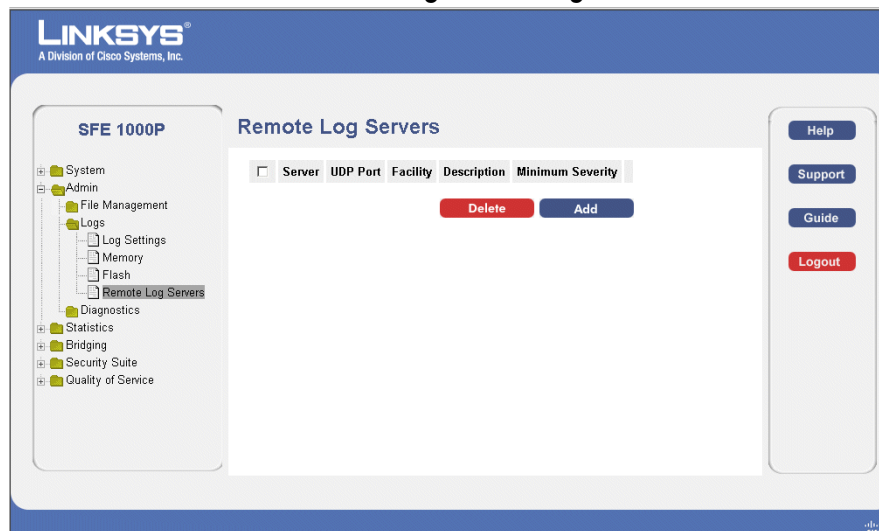 LINKSYS®
A Division of Cisco Systems, Inc.
SFE 1000P
System
Admin
File Management
Logs
Log Settings
Memory
Flash
Remote Log Servers
Diagnostics
Statistics
Bridging
Security Suite
Quality of Service
Remote Log Servers
Server UDP Port Facility Description Minimum Severity
Delete Add
Help
Support
Guide
Logout